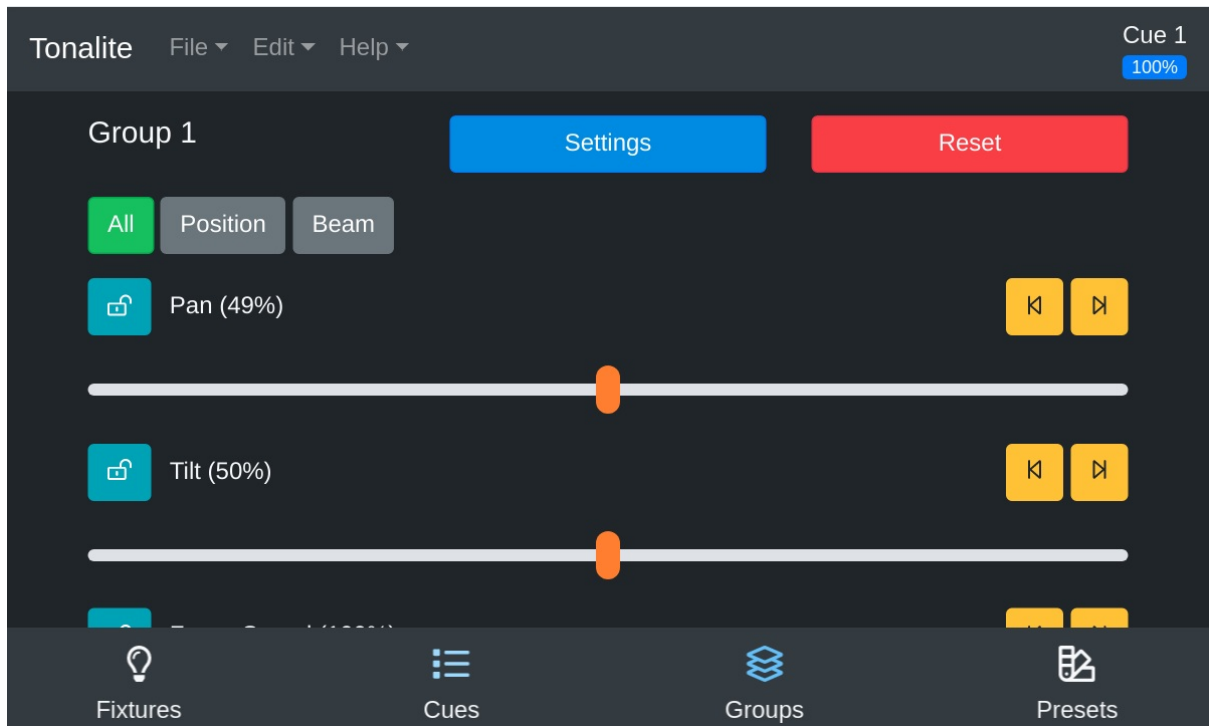 Tonalite File Edit Help Cue 1
100%
Group 1 Settings Reset
All Position Beam
Pan (49%)
Tilt (50%)
Fixtures Cues Groups Presets